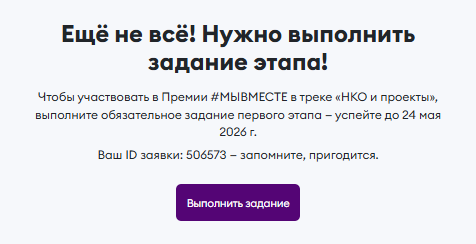 Ещё не всё! Нужно выполнить
задание этапа!
Чтобы участвовать в Премии #МЫВМЕСТЕ в треке «НКО и проекты»,
выполните обязательное задание первого этапа – успейте до 24 мая
2026 г.
Ваш ID заявки: 506573 – запомните, пригодится.
Выполнить задание